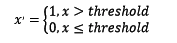 x' = {1, x > threshold
0, x ≤ threshold